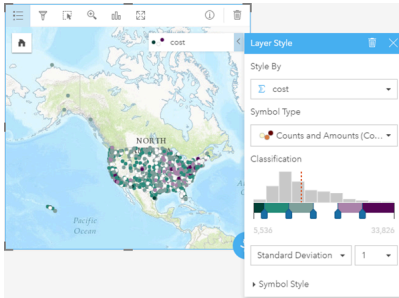 cost
NORTH
Pacific
Ocean
Layer Style
Style By
Σ cost
Symbol Type
Counts and Amounts (Co...
Classification
5,536 33,826
Standard Deviation 1
Symbol Style